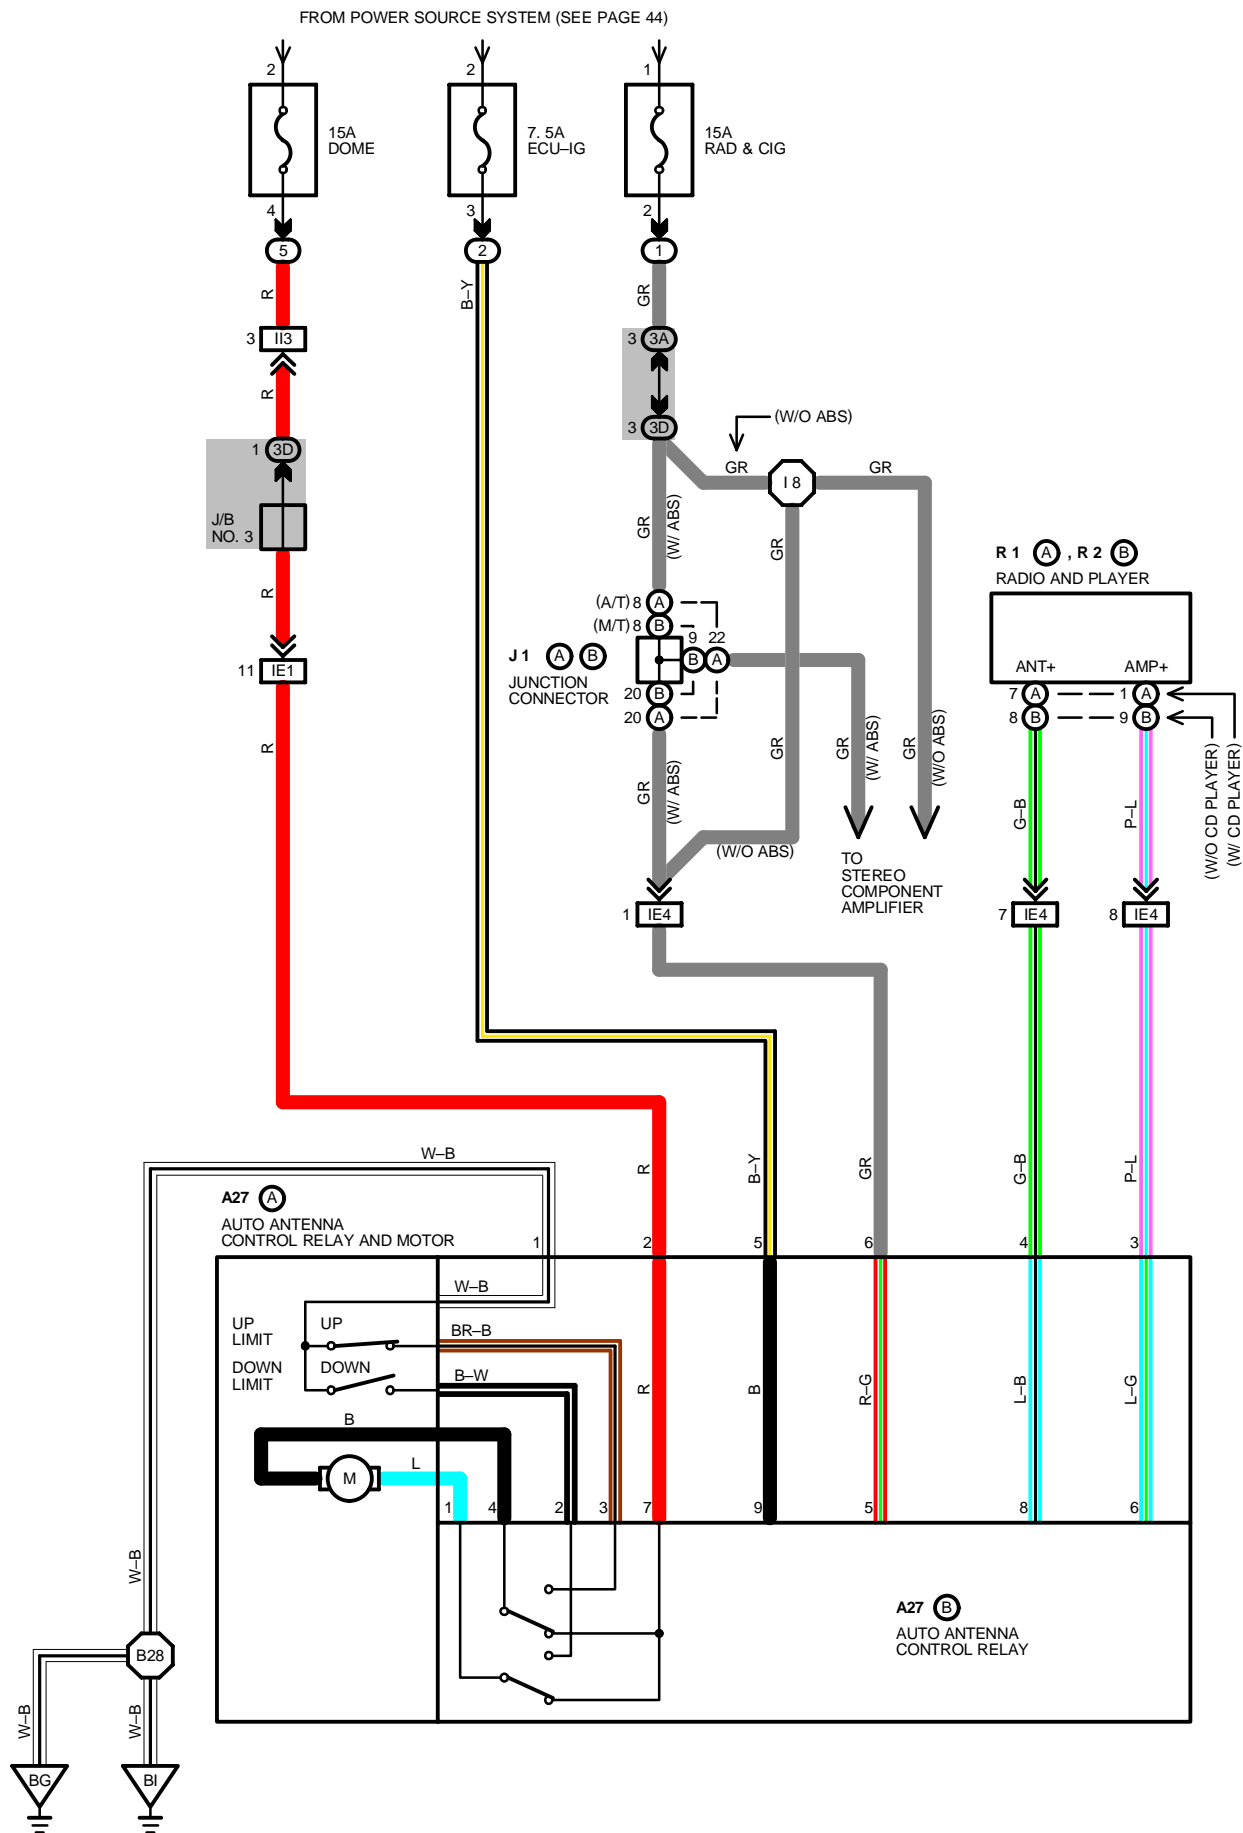 FROM POWER SOURCE SYSTEM (SEE PAGE 44)
2
2
1
15A
DOME
7. 5A
ECU–IG
15A
RAD & CIG
4
3
2
5
2
1
R
B–Y
GR
3 II3
3 3A
R
3 3D
(W/O ABS)
1 3D
GR
I 8
GR
J/B
NO. 3
GR
(W/ ABS)
GR
R 1 A , R 2 B
RADIO AND PLAYER
R
(A/T) 8 A
(M/T) 8 B
9 22
B A
J 1 A B
JUNCTION
CONNECTOR
20 B
20 A
11 IE1
ANT+
AMP+
7 A
1 A
8 B
9 B
R
GR
(W/ ABS)
GR
GR
(W/ ABS)
GR
(W/O ABS)
G–B
P–L
(W/O CD PLAYER)
(W/ CD PLAYER)
(W/O ABS)
TO
STEREO
COMPONENT
AMPLIFIER
1 IE4
7 IE4
8 IE4
W–B
R
B–Y
GR
G–B
P–L
A27 A
AUTO ANTENNA
CONTROL RELAY AND MOTOR
1
2
5
6
4
3
W–B
UP
LIMIT
UP
BR–B
DOWN
LIMIT
DOWN
B–W
R
B
R–G
L–B
L–G
B
M
L
1
4
2
3
7
9
5
8
6
W–B
A27 B
AUTO ANTENNA
CONTROL RELAY
B28
W–B
W–B
BG
BI